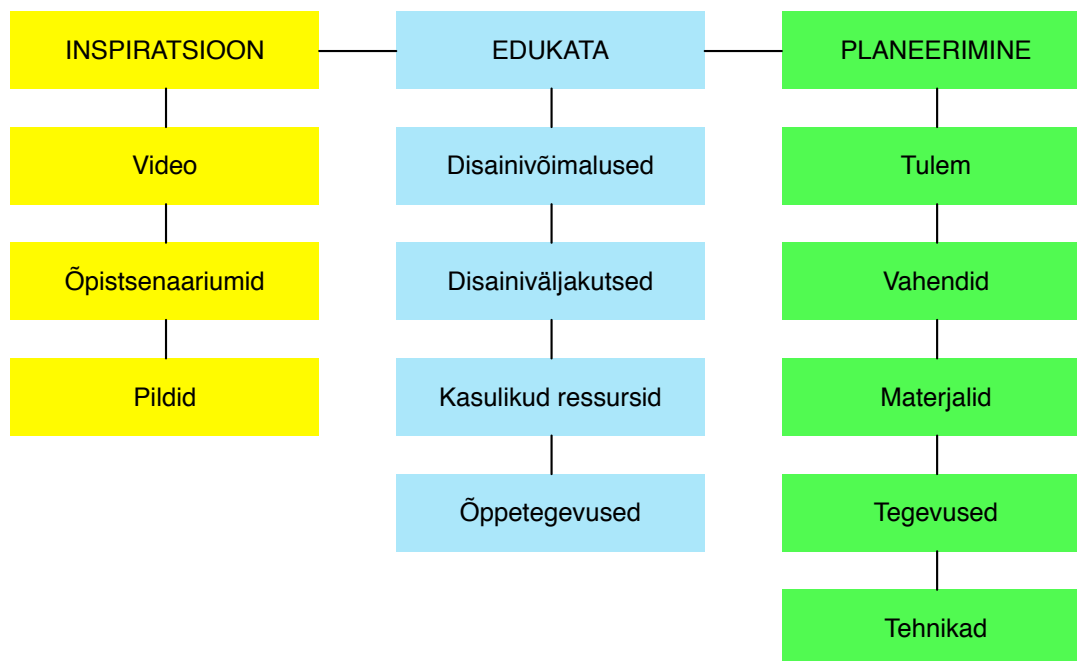 INSPIRATSIOON
Video
Õpistsenaariumid
Pildid
EDUKATA
Disainivõimalused
Disainiväljakutsed
Kasulikud ressursid
Õppetegevused
PLANEERIMINE
Tulem
Vahendid
Materjalid
Tegevused
Tehnikad